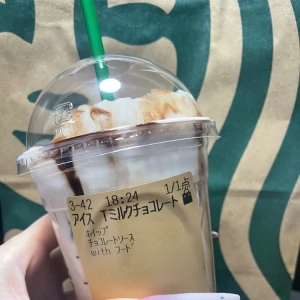 3-42 18:24 1/1点
アイス Tミルクチョコレート
ホイップ
チョコレートソース
with フード